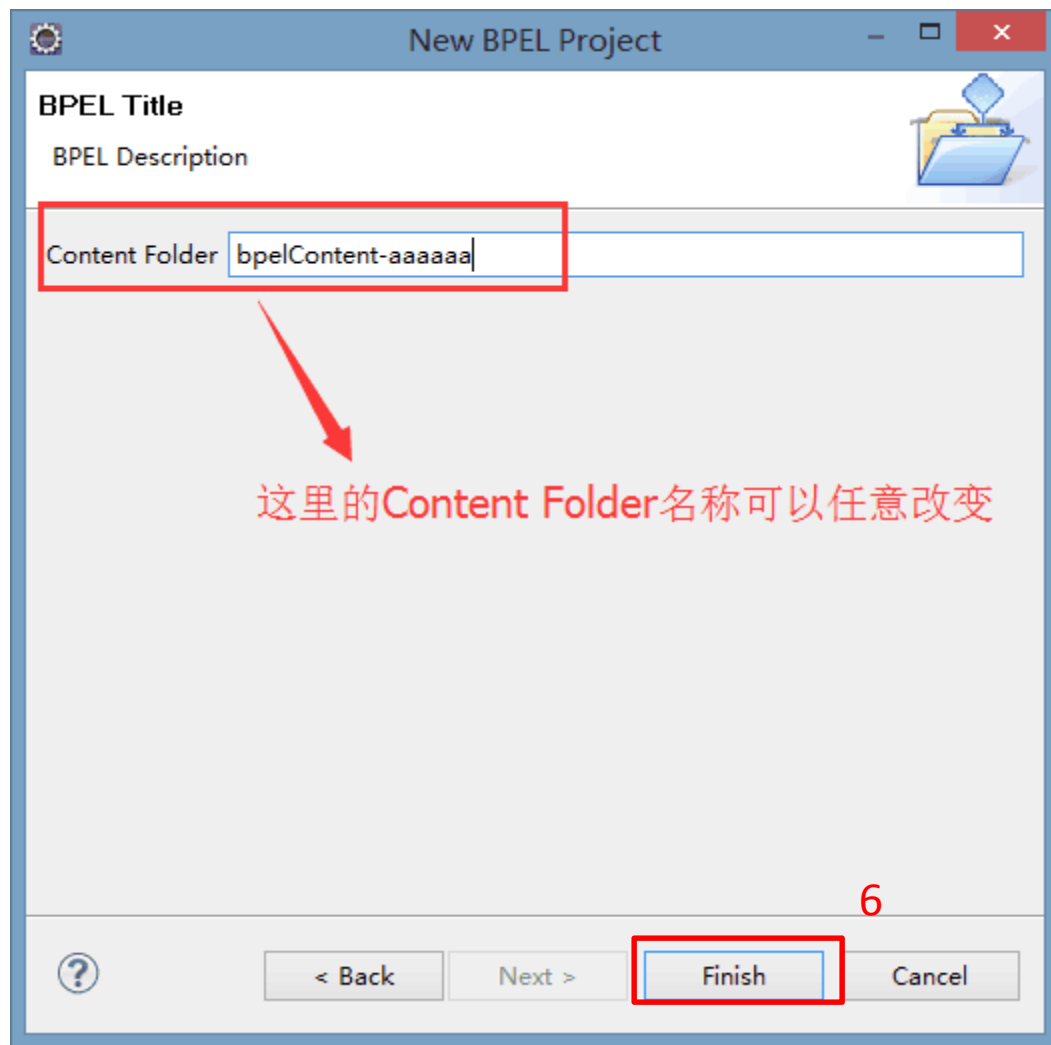 New BPEL Project
BPEL Title
BPEL Description
Content Folder bpelContent-aaaaaa
这里的Content Folder名称可以任意改变
6
? < Back Next > Finish Cancel